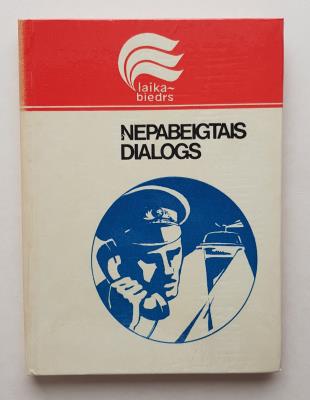 laika~
biedrs
NEPABEIGTAIS
DIALOGS